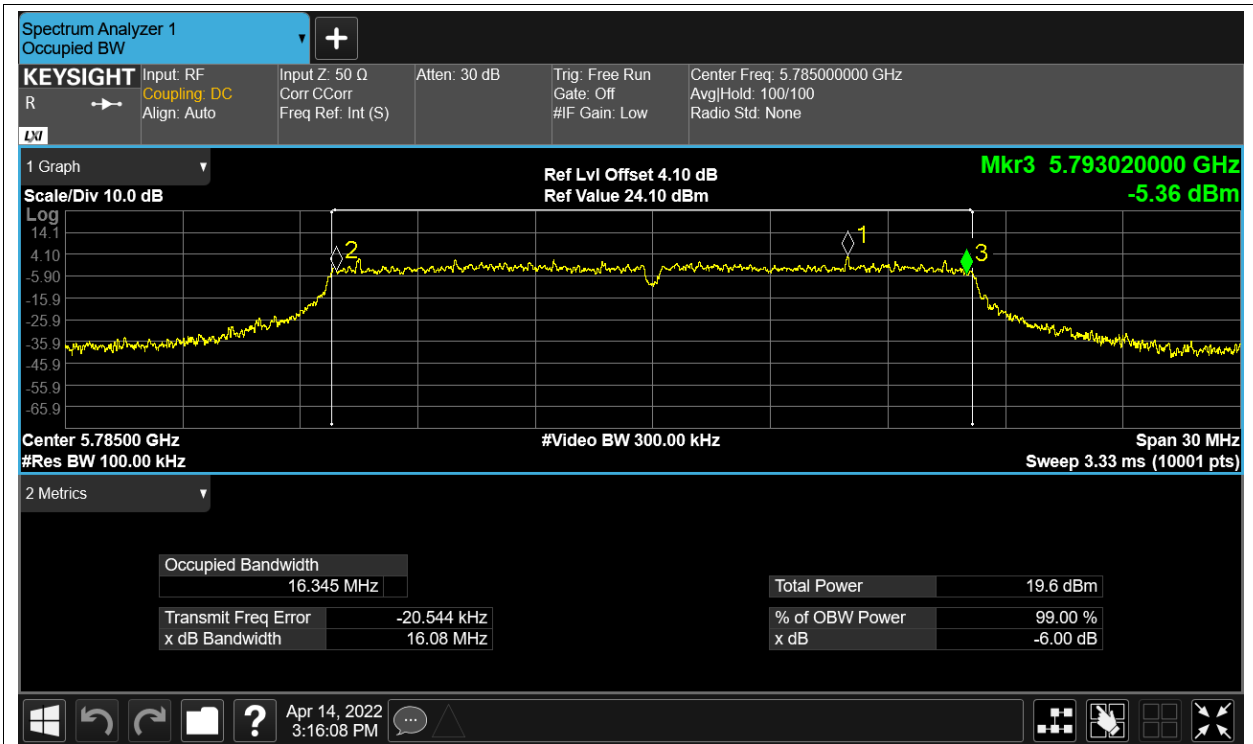 Spectrum Analyzer 1
Occupied BW
KEYSIGHT
R
LXI
Input: RF
Coupling: DC
Align: Auto
Input Z: 50 Ω
Corr CCorr
Freq Ref: Int (S)
Atten: 30 dB
Trig: Free Run
Gate: Off
#IF Gain: Low
Center Freq: 5.785000000 GHz
Avg|Hold: 100/100
Radio Std: None
1 Graph
Scale/Div 10.0 dB
Ref Lvl Offset 4.10 dB
Ref Value 24.10 dBm
Mkr3 5.793020000 GHz
-5.36 dBm
Log
14.1
4.10
-5.90
-15.9
-25.9
-35.9
-45.9
-55.9
-65.9
2
1
3
Center 5.78500 GHz
#Video BW 300.00 kHz
Span 30 MHz
#Res BW 100.00 kHz
Sweep 3.33 ms (10001 pts)
2 Metrics
Occupied Bandwidth
16.345 MHz
Total Power 19.6 dBm
Transmit Freq Error -20.544 kHz
% of OBW Power 99.00 %
x dB Bandwidth 16.08 MHz
x dB -6.00 dB
?
Apr 14, 2022
3:16:08 PM